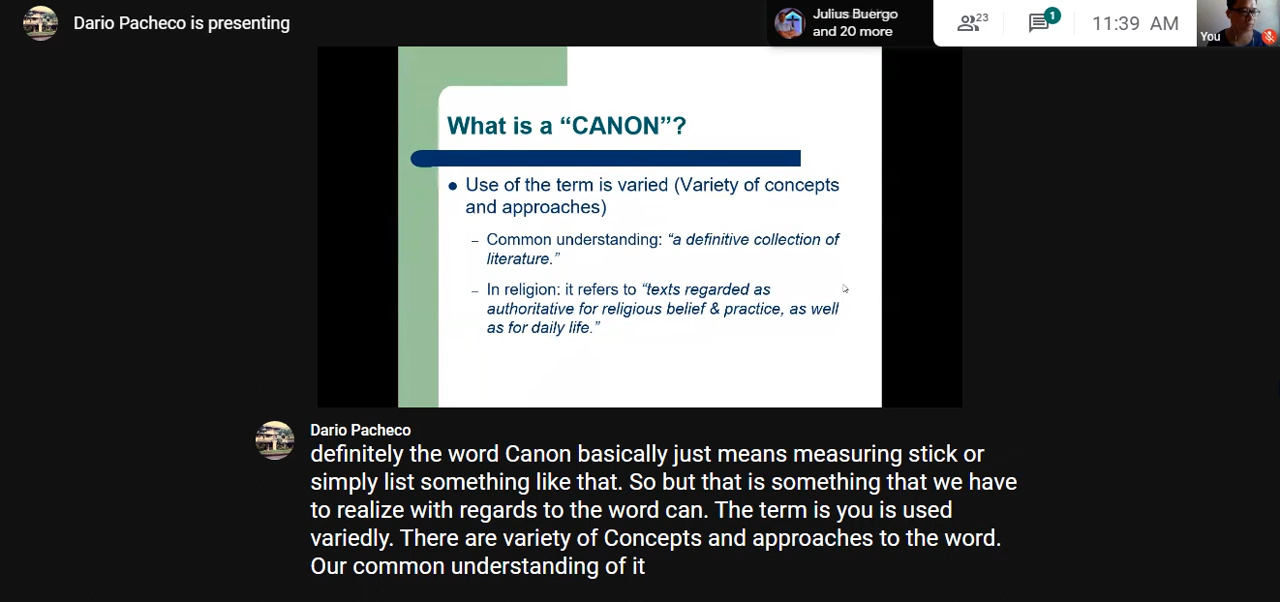 Dario Pacheco is presenting
Julius Buergo
and 20 more
23
1
11:39 AM
You
What is a “CANON”?
● Use of the term is varied (Variety of concepts
and approaches)
– Common understanding: “a definitive collection of
literature.”
– In religion: it refers to “texts regarded as
authoritative for religious belief & practice, as well
as for daily life.”
Dario Pacheco
definitely the word Canon basically just means measuring stick or
simply list something like that. So but that is something that we have
to realize with regards to the word can. The term is you is used
variedly. There are variety of Concepts and approaches to the word.
Our common understanding of it